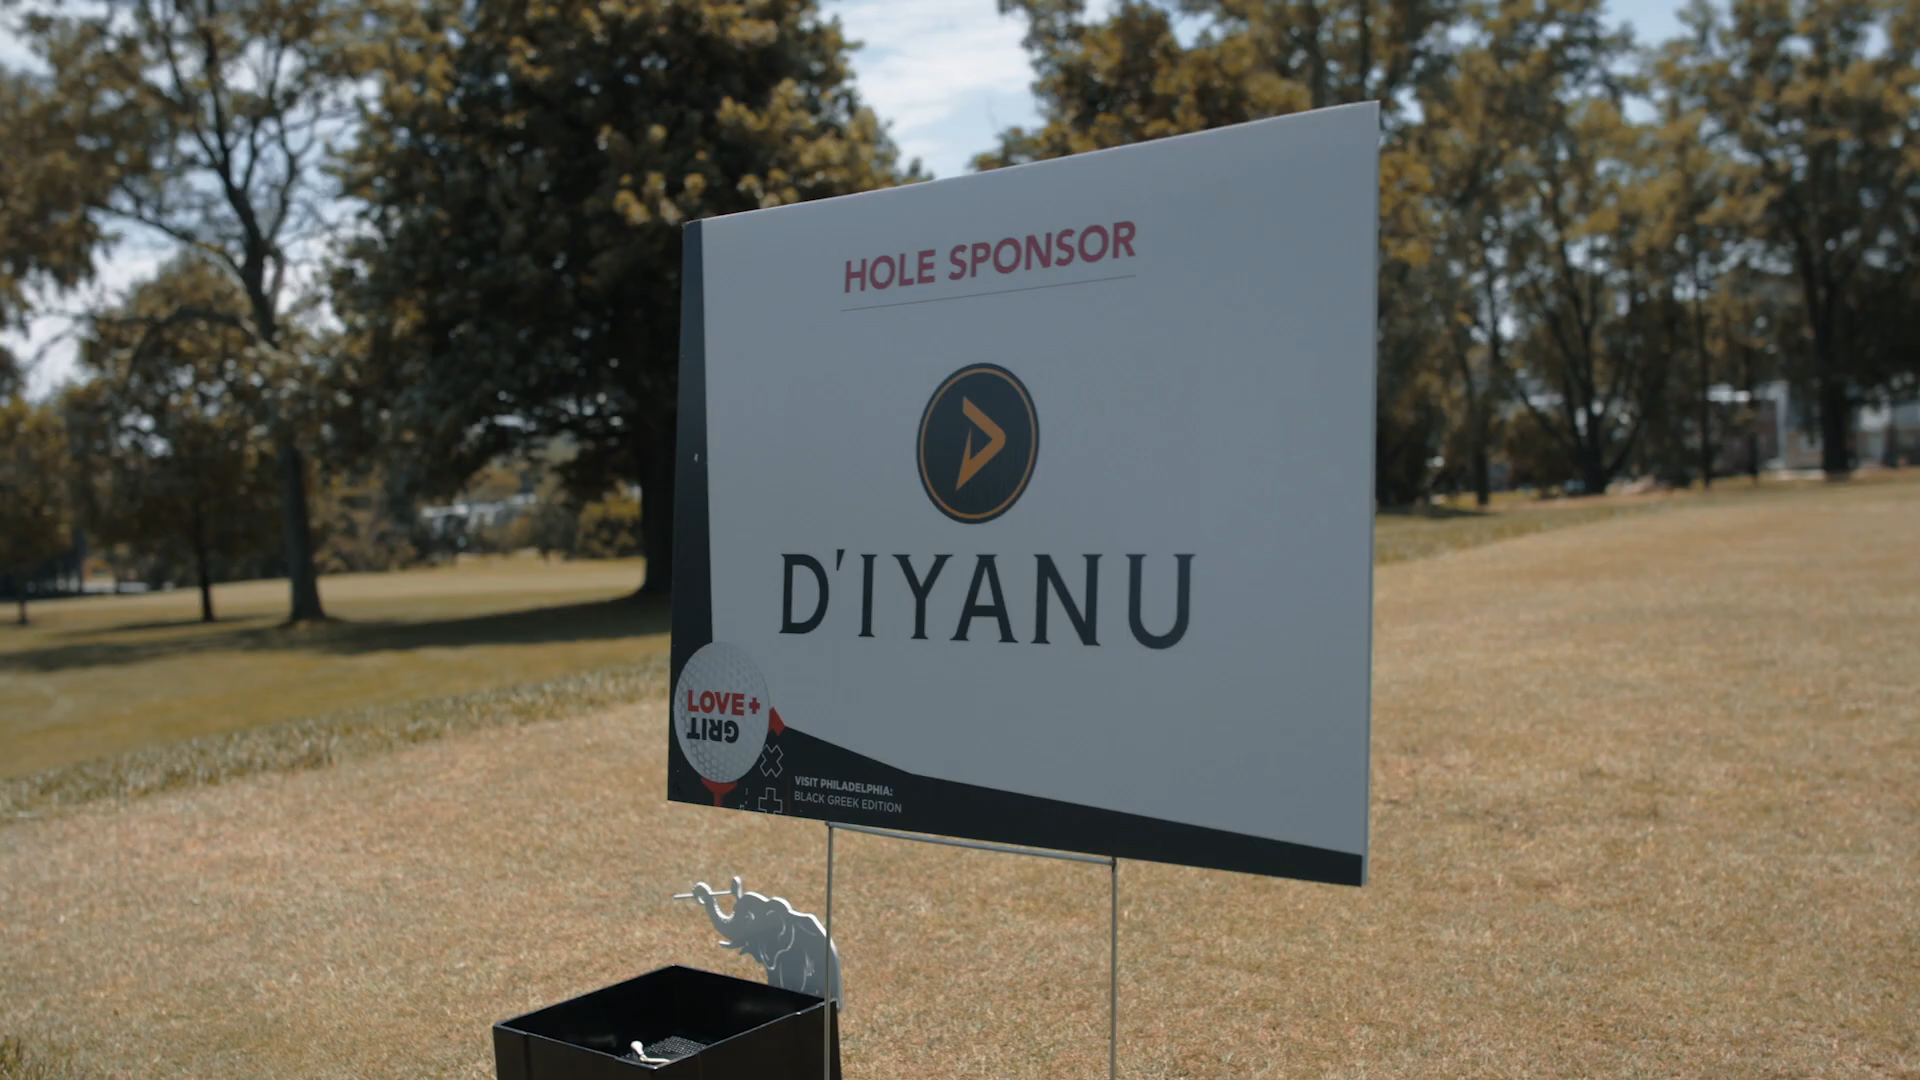 HOLE SPONSOR
D'IYANU
LOVE+
GRIT
VISIT PHILADELPHIA:
BLACK GREEK EDITION